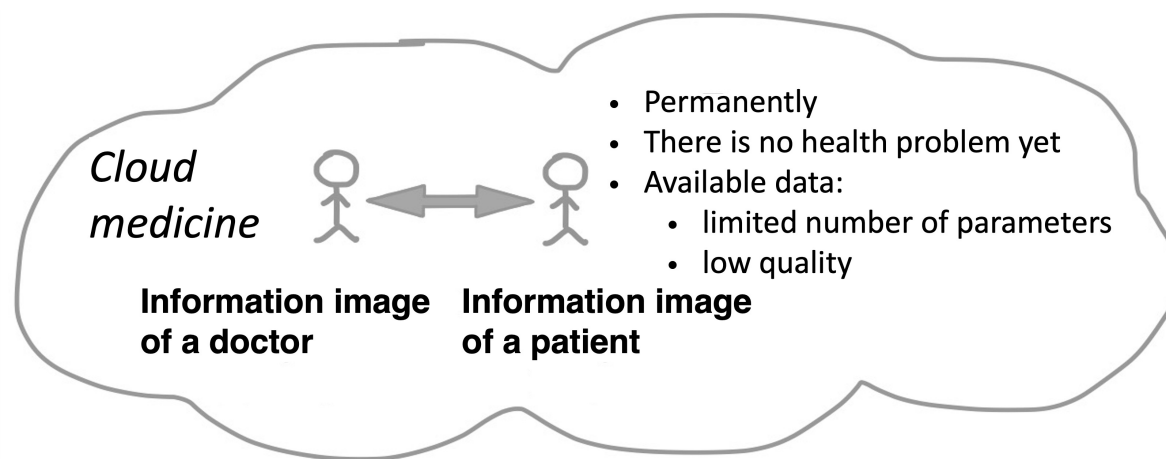 Cloud
medicine
• Permanently
• There is no health problem yet
• Available data:
• limited number of parameters
• low quality
Information image
of a doctor
Information image
of a patient